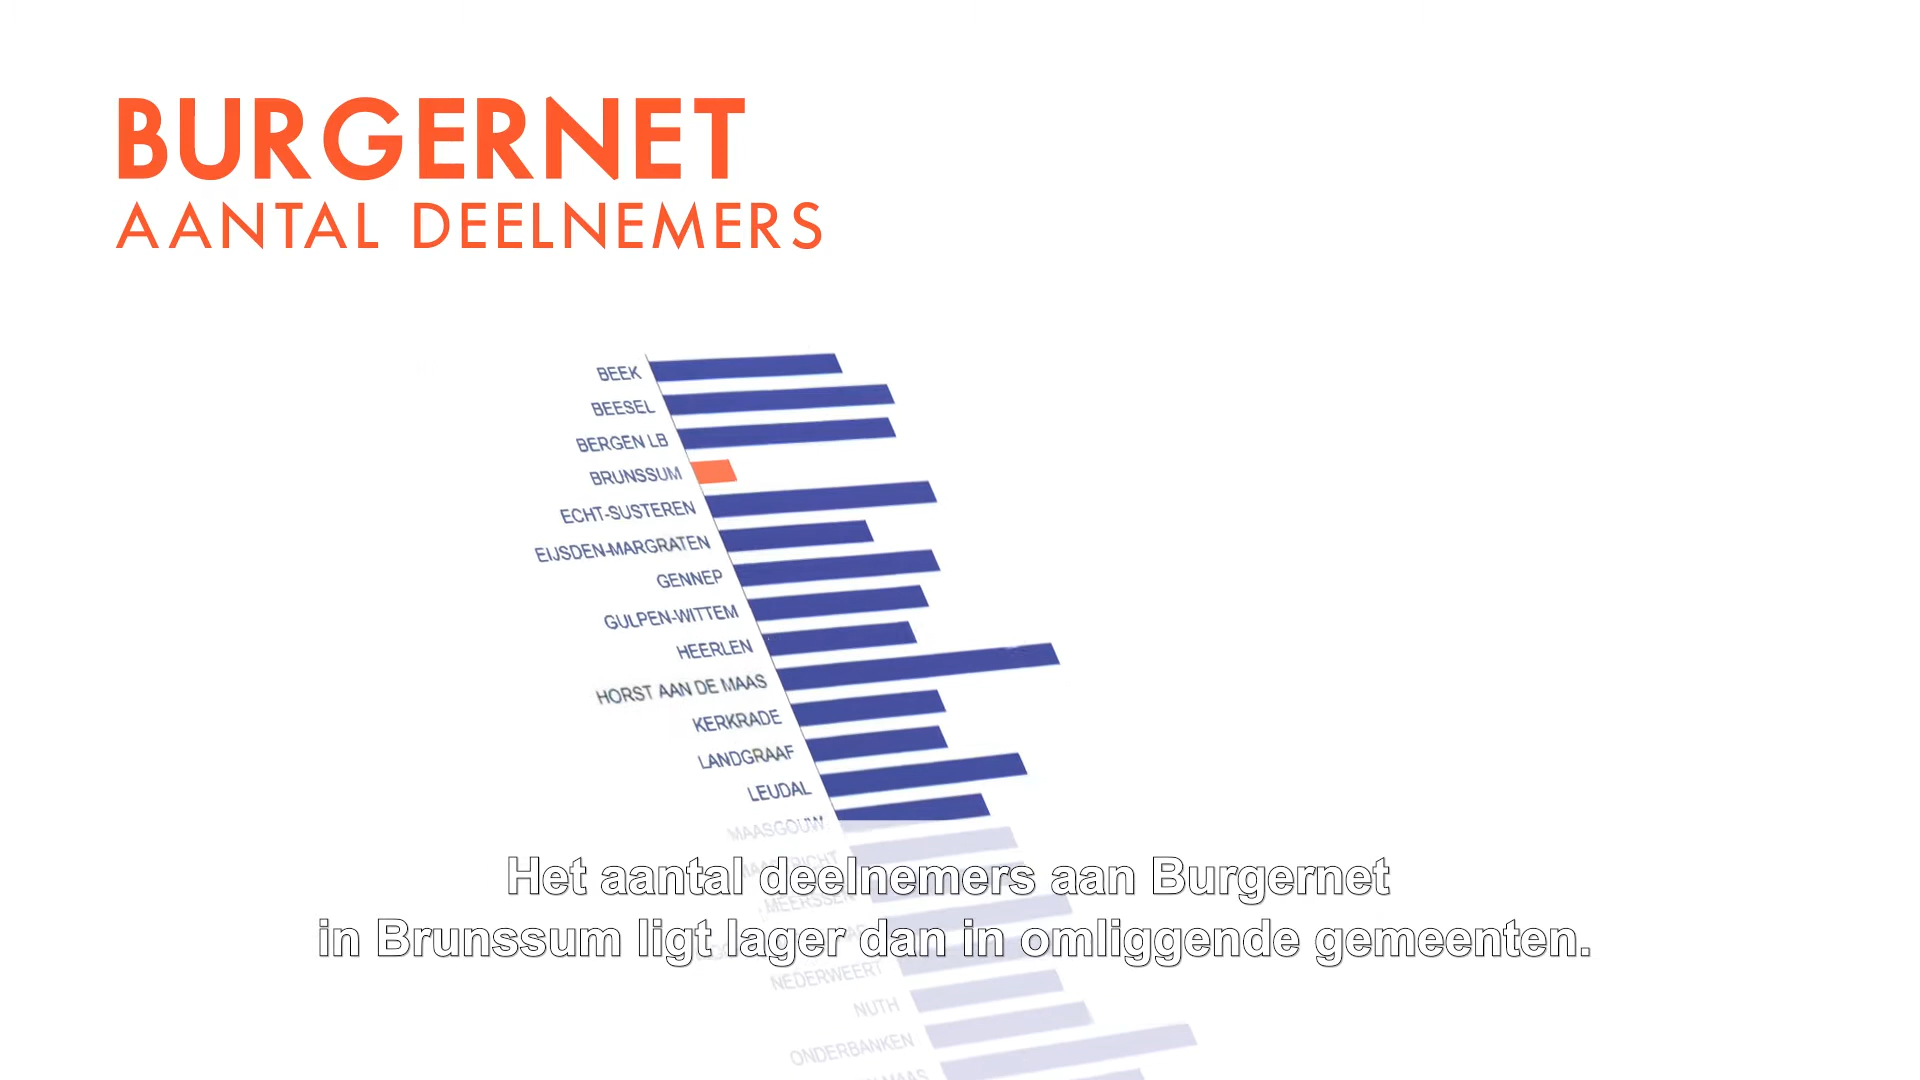 BURGERNET
AANTAL DEELNEMERS
BEEK
BEESEL
BERGEN LB
BRUNSSUM
ECHT-SUSTEREN
EIJSDEN-MARGRATEN
GENNEP
GULPEN-WITTEM
HEERLEN
HORST AAN DE MAAS
KERKRADE
LANDGRAAF
LEUDAL
MAASGOUW
MEERSSEN
NEDERWEERT
NUTH
ONDERBANKEN
Het aantal deelnemers aan Burgernet
in Brunssum ligt lager dan in omliggende gemeenten.